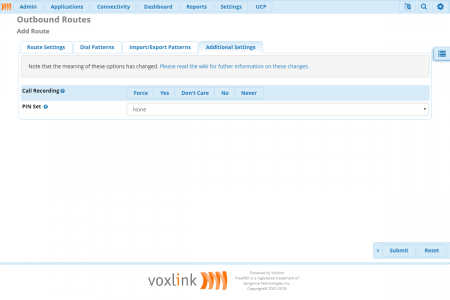 Admin Applications Connectivity Dashboard Reports Settings UCP
Outbound Routes
Add Route
Route Settings Dial Patterns Import/Export Patterns Additional Settings
Note that the meaning of these options has changed. Please read the wiki for futher information on these changes.
Call Recording Force Yes Don't Care No Never
PIN Set None
« Submit Reset
voxlink
Powered by Voxlink
FreePBX is a registered trademark of
Sangoma Technologies Inc.
Copyright© 2007-2016